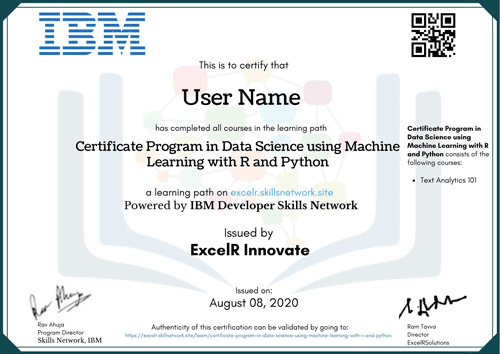 IBM
This is to certify that
User Name
has completed all courses in the learning path
Certificate Program in Data Science using Machine
Learning with R and Python
a learning path on excelr.skillsnetwork.site
Powered by IBM Developer Skills Network
Issued by
ExcelR Innovate
Issued on:
August 08, 2020
Certificate Program in
Data Science using
Machine Learning with R
and Python consists of the
following courses:
• Text Analytics 101
Rav Ahuja
Program Director
Skills Network, IBM
Authenticity of this certification can be validated by going to:
https://excelr.skillsnetwork.site/learn/certificate-program-in-data-science-using-machine-learning-with-r-and-python
Ram Tavva
Director
ExcelRSolutions